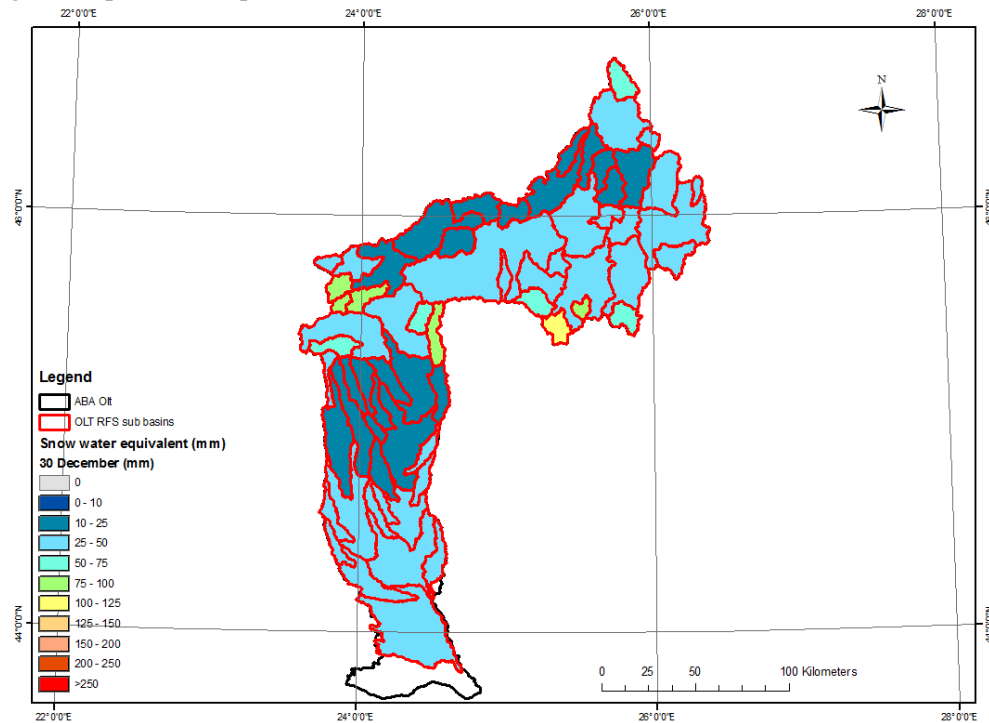 22°0'0"E 24°0'0"E 26°0'0"E 28°0'0"E
N
Legend
ABA Olt
OLT RFS sub basins
Snow water equivalent (mm)
30 December (mm)
0
0 - 10
10 - 25
25 - 50
50 - 75
75 - 100
100 - 125
125 - 150
150 - 200
200 - 250
>250
44°0'0"N
0 25 50 100 Kilometers
22°0'0"E 24°0'0"E 26°0'0"E 28°0'0"E